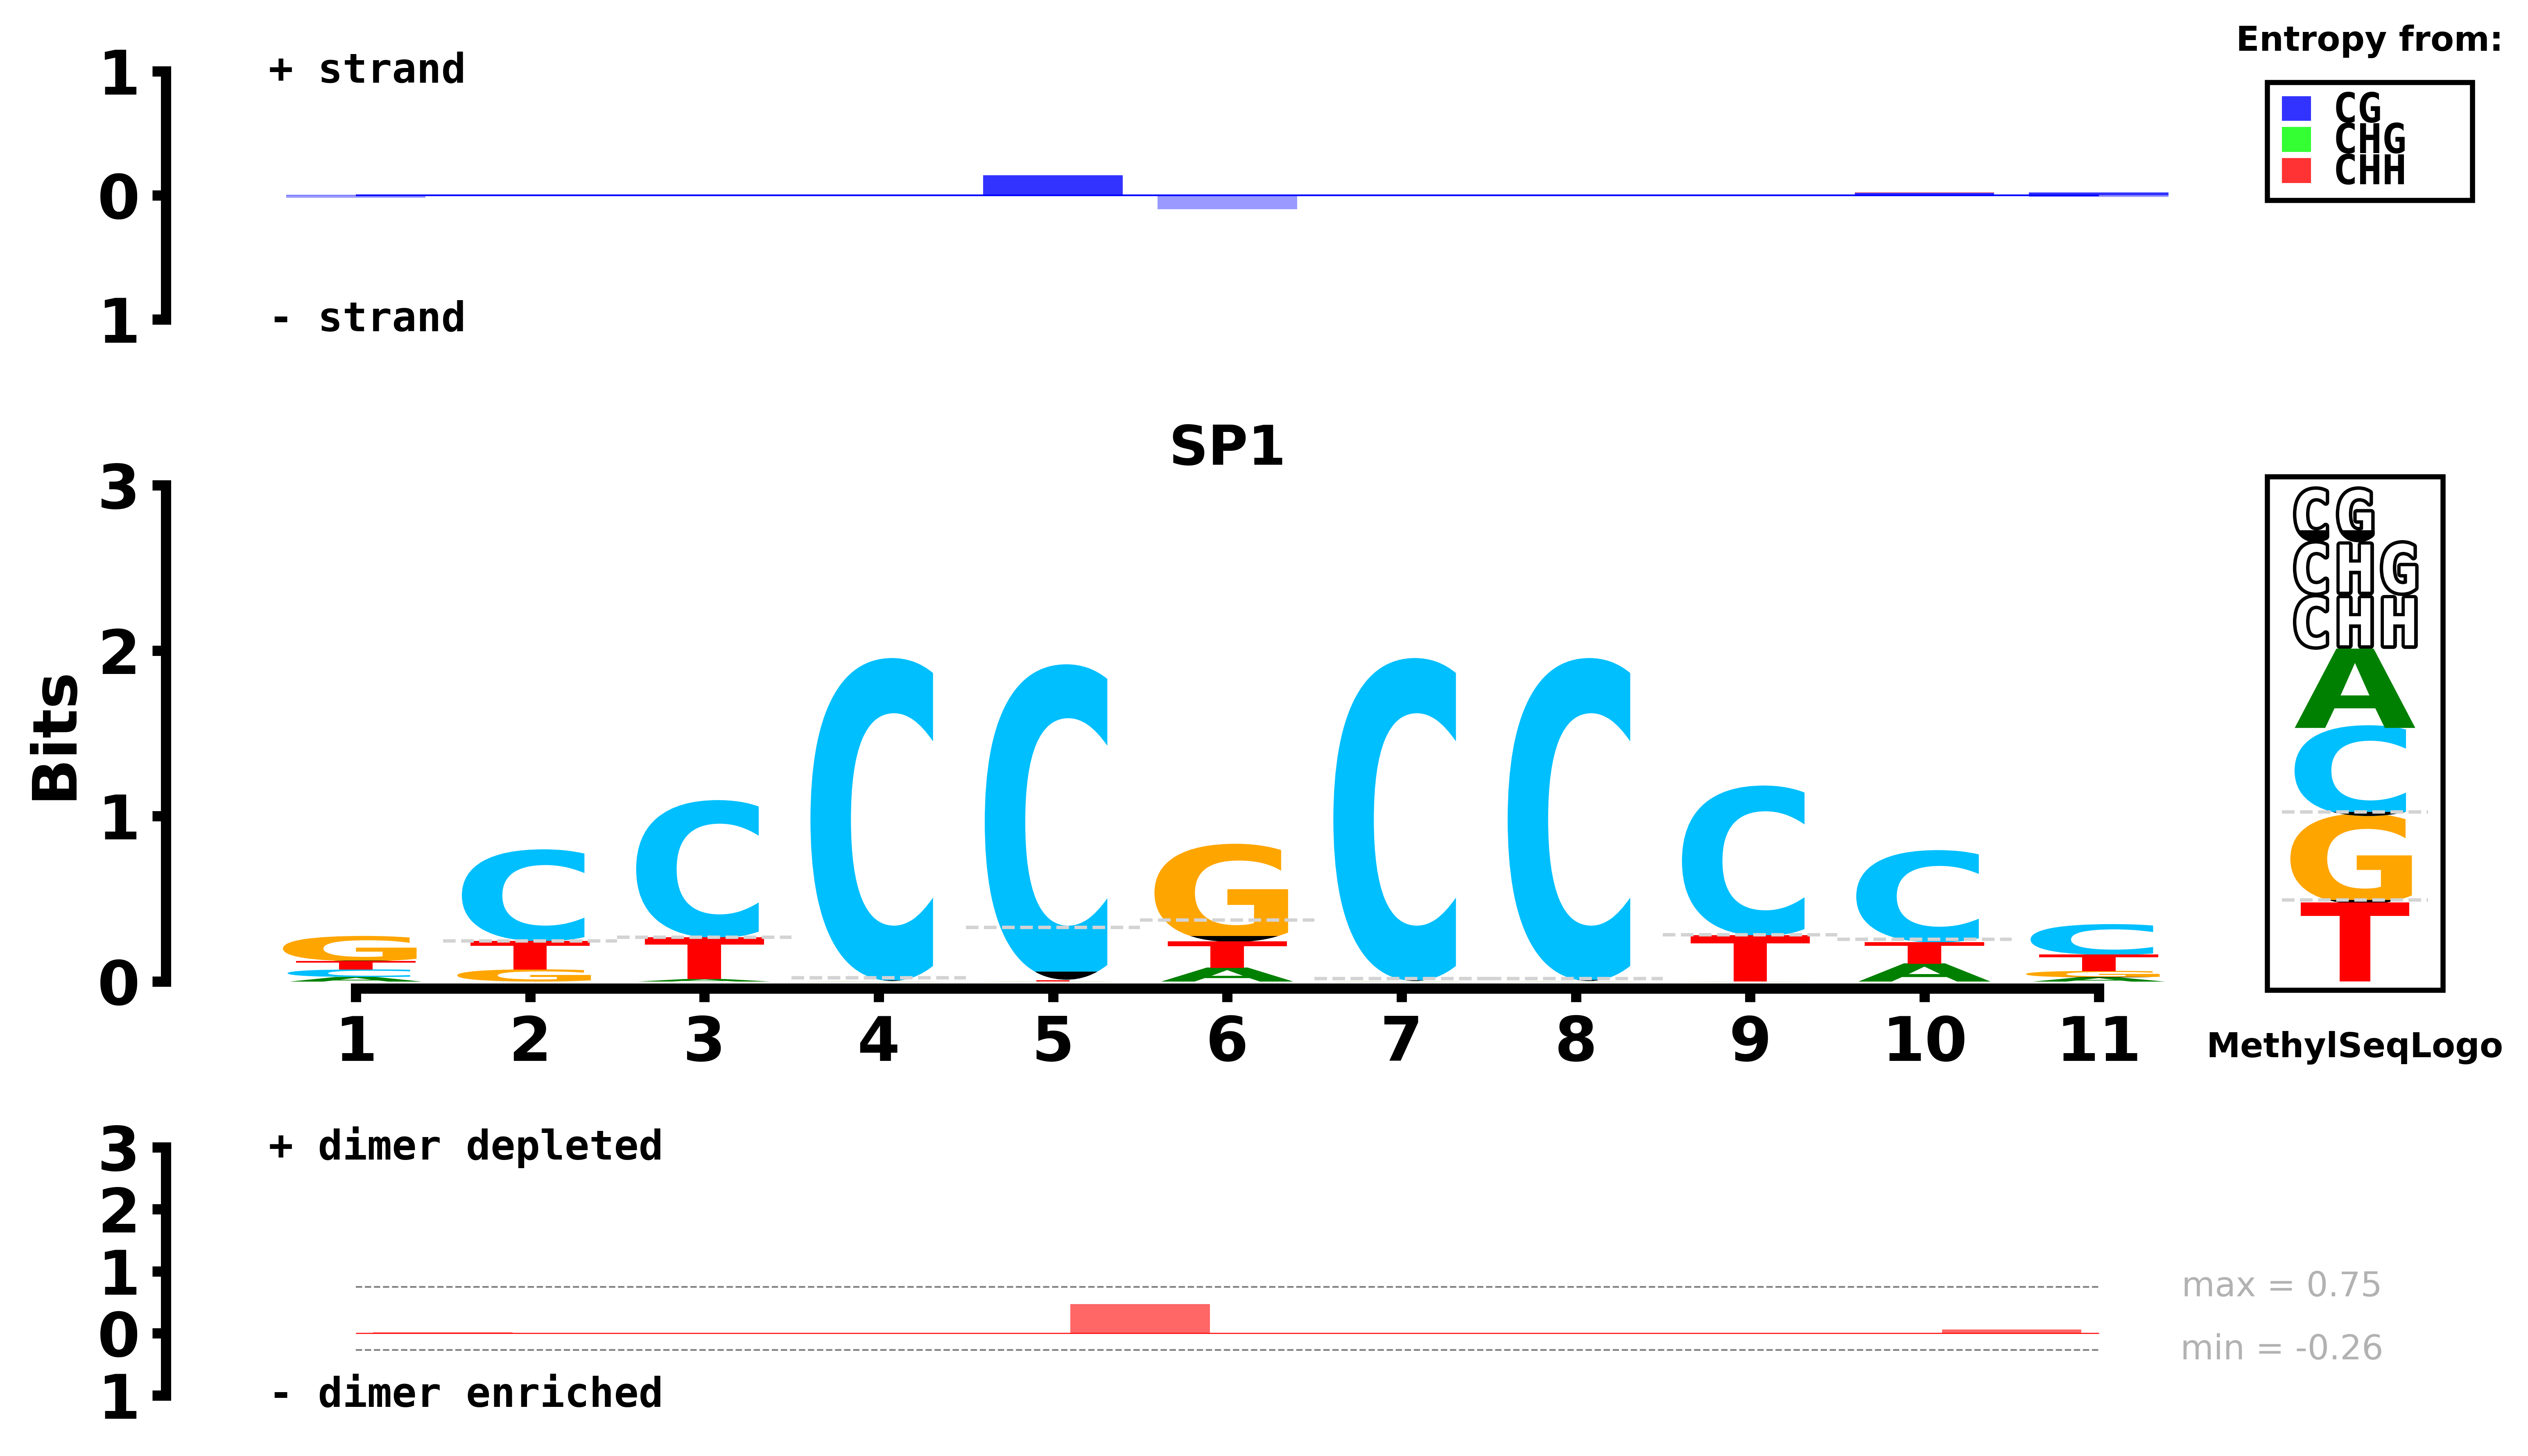 Entropy from:
1
0
1
+ strand
- strand
CG
CHG
CHH
SP1
Bits
3
2
1
0
G T C A
C T G
C T A
C
C
G T A
C
C
C T
C T A
C T G A
1 2 3 4 5 6 7 8 9 10 11
CG
CHG
CHH
A
C
G
T
MethylSeqLogo
3
2
1
0
1
+ dimer depleted
- dimer enriched
max = 0.75
min = -0.26